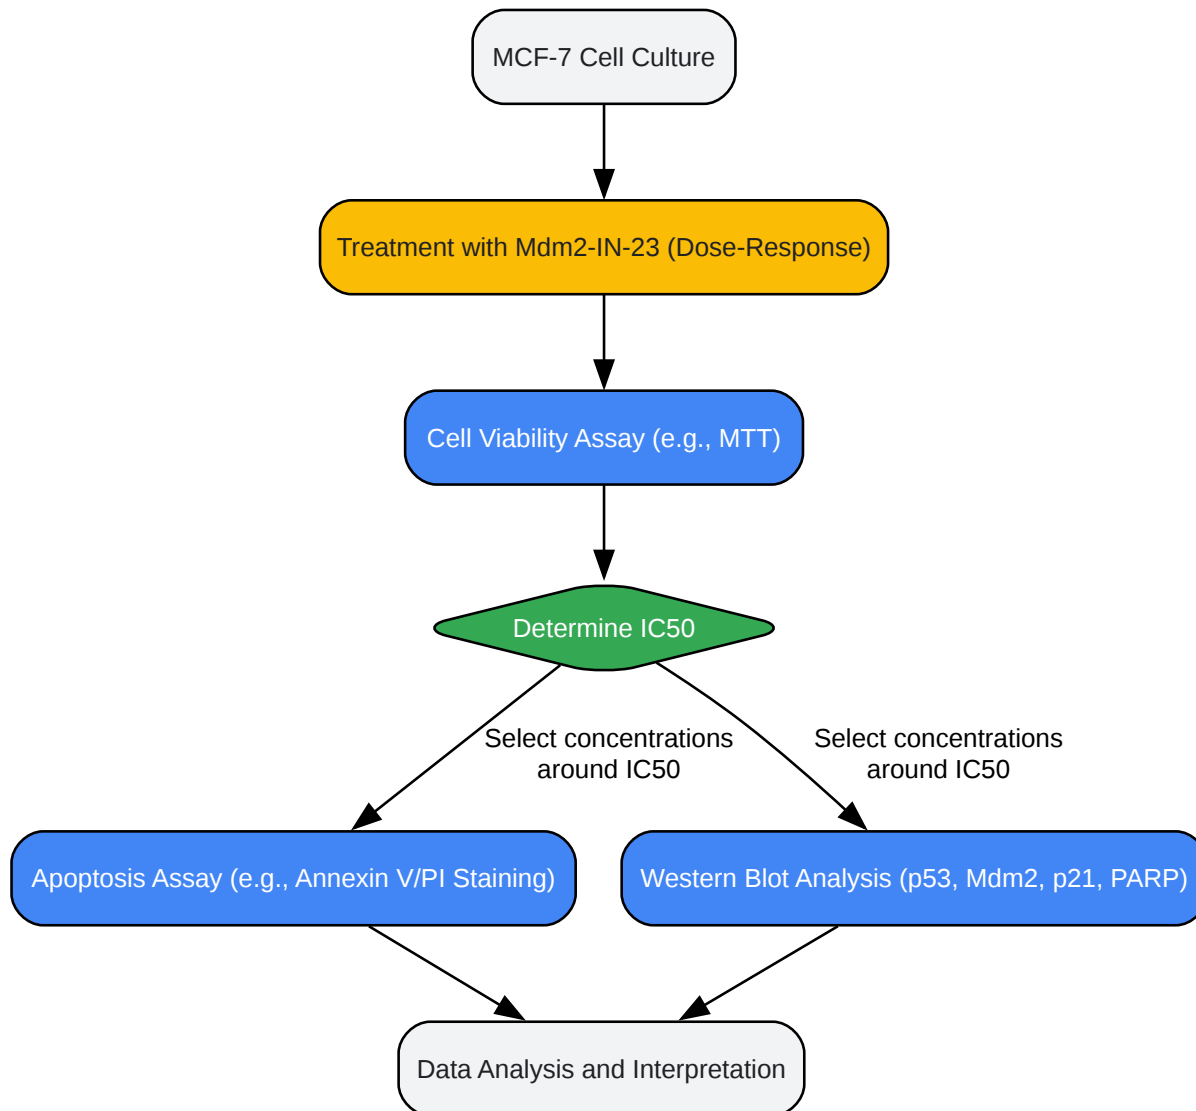 MCF-7 Cell Culture
Treatment with Mdm2-IN-23 (Dose-Response)
Cell Viability Assay (e.g., MTT)
Determine IC50
Select concentrations
around IC50
Select concentrations
around IC50
Apoptosis Assay (e.g., Annexin V/PI Staining)
Western Blot Analysis (p53, Mdm2, p21, PARP)
Data Analysis and Interpretation